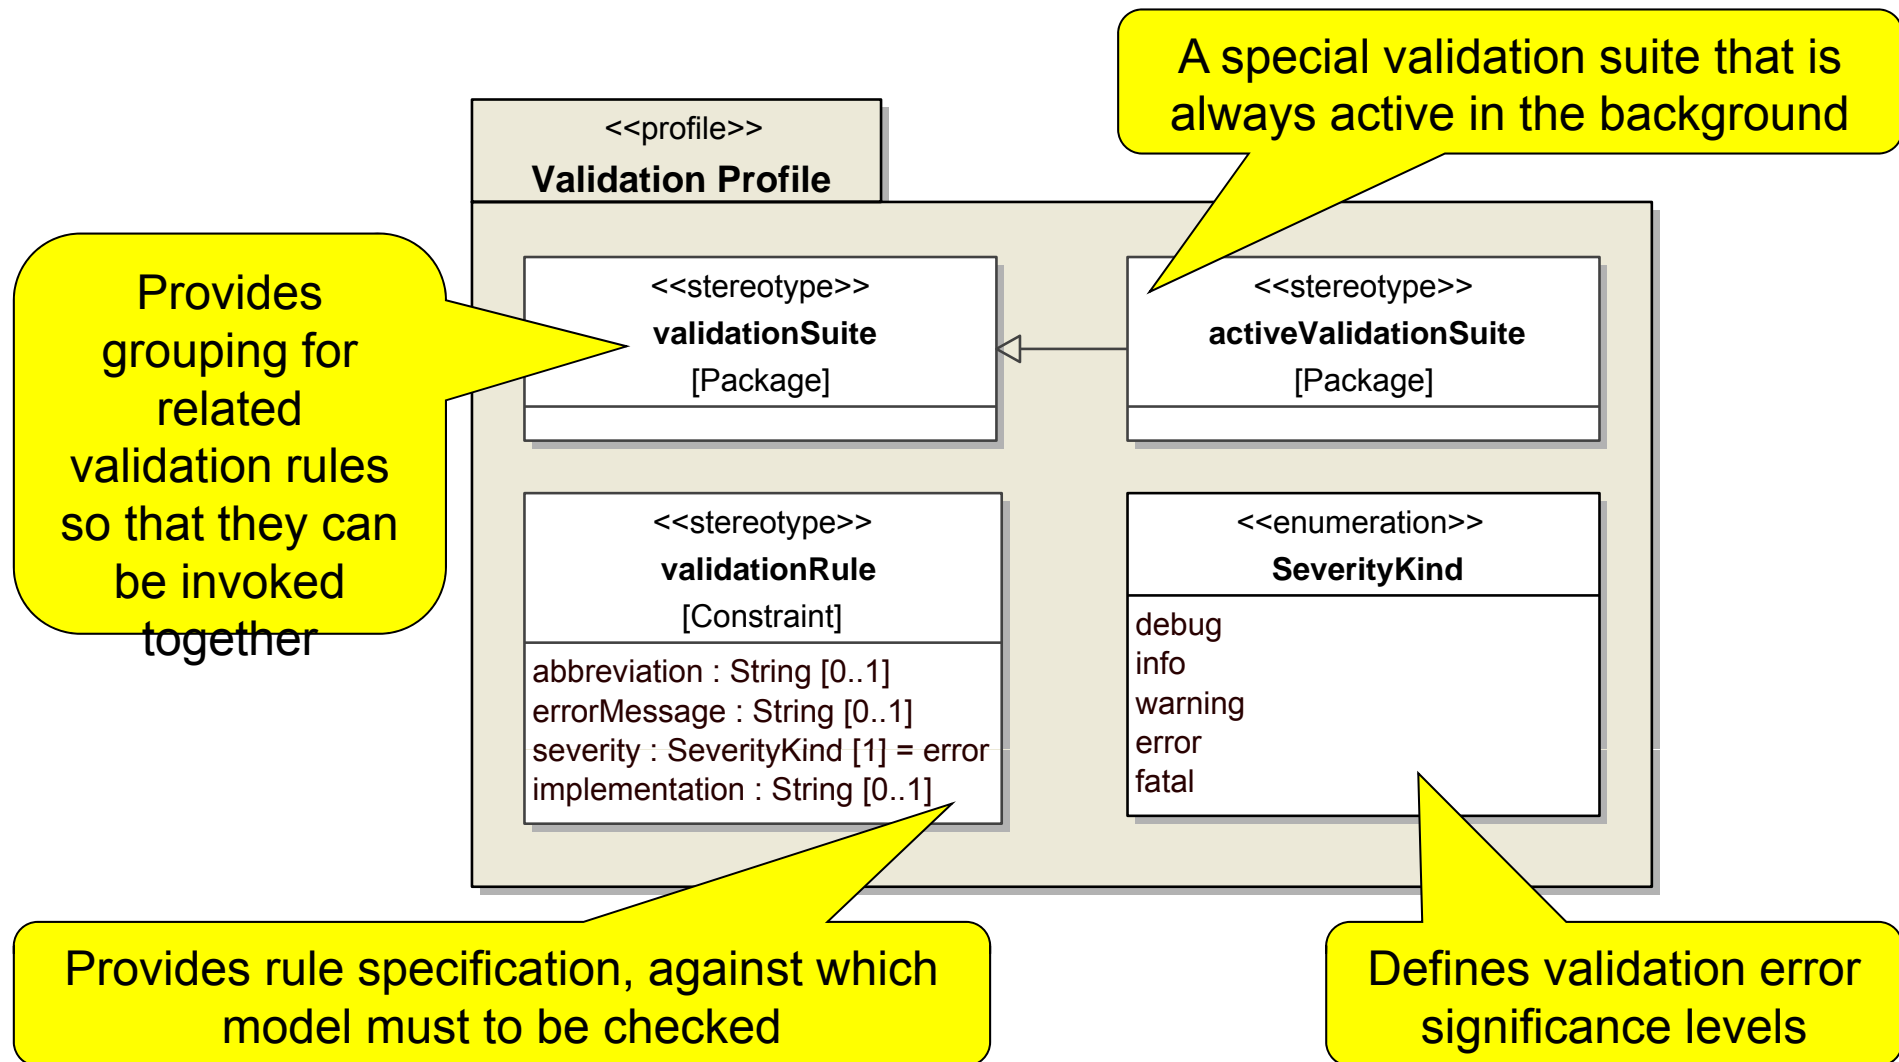 A special validation suite that is
always active in the background
<<profile>>
Validation Profile
Provides
grouping for
related
validation rules
so that they can
be invoked
together
<<stereotype>>
validationSuite
[Package]
<<stereotype>>
activeValidationSuite
[Package]
<<stereotype>>
validationRule
[Constraint]
abbreviation : String [0..1]
errorMessage : String [0..1]
severity : SeverityKind [1] = error
implementation : String [0..1]
<<enumeration>>
SeverityKind
debug
info
warning
error
fatal
Provides rule specification, against which
model must to be checked
Defines validation error
significance levels